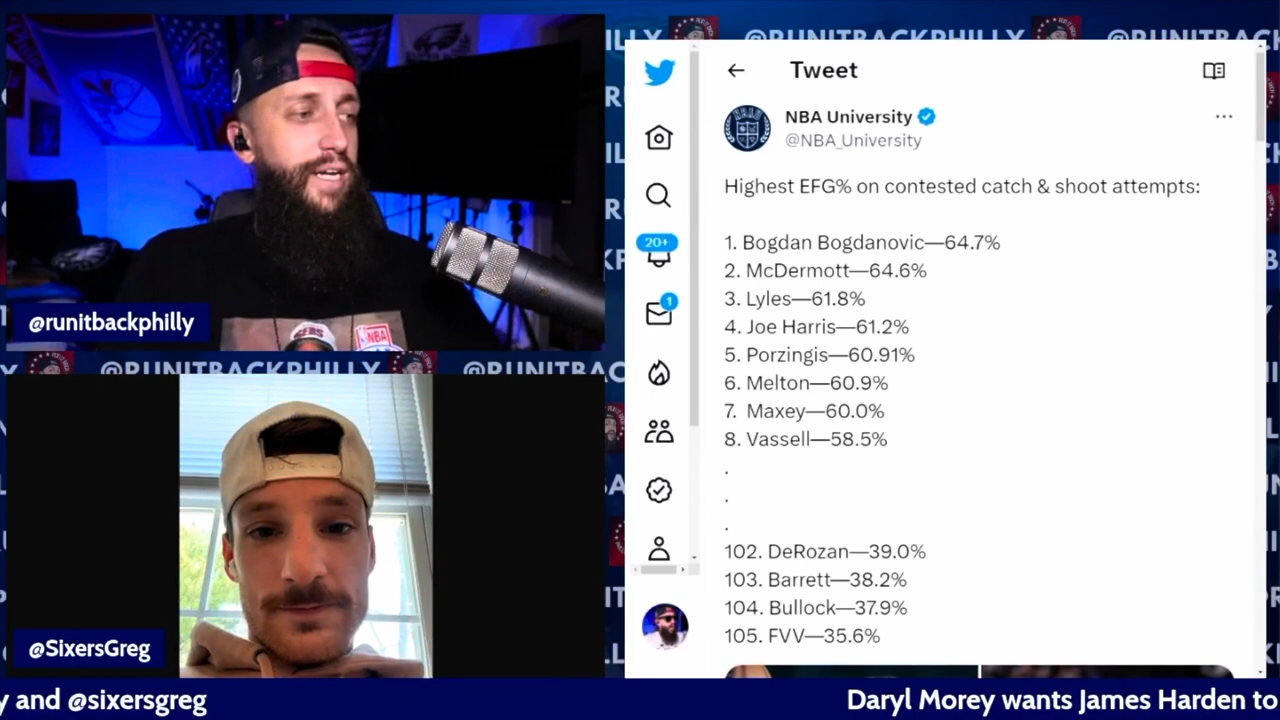 @RUNITBACKPHILLY
@runitbackphilly
NBA
@RUNITBACKPHILLY
@SixersGreg
Tweet
NBA University
@NBA_University
Highest EFG% on contested catch & shoot attempts:
20+
1
1. Bogdan Bogdanovic—64.7%
2. McDermott—64.6%
3. Lyles—61.8%
4. Joe Harris—61.2%
5. Porzingis—60.91%
6. Melton—60.9%
7. Maxey—60.0%
8. Vassell—58.5%
.
.
.
102. DeRozan—39.0%
103. Barrett—38.2%
104. Bullock—37.9%
105. FVV—35.6%
y and @sixersgreg
Daryl Morey wants James Harden to